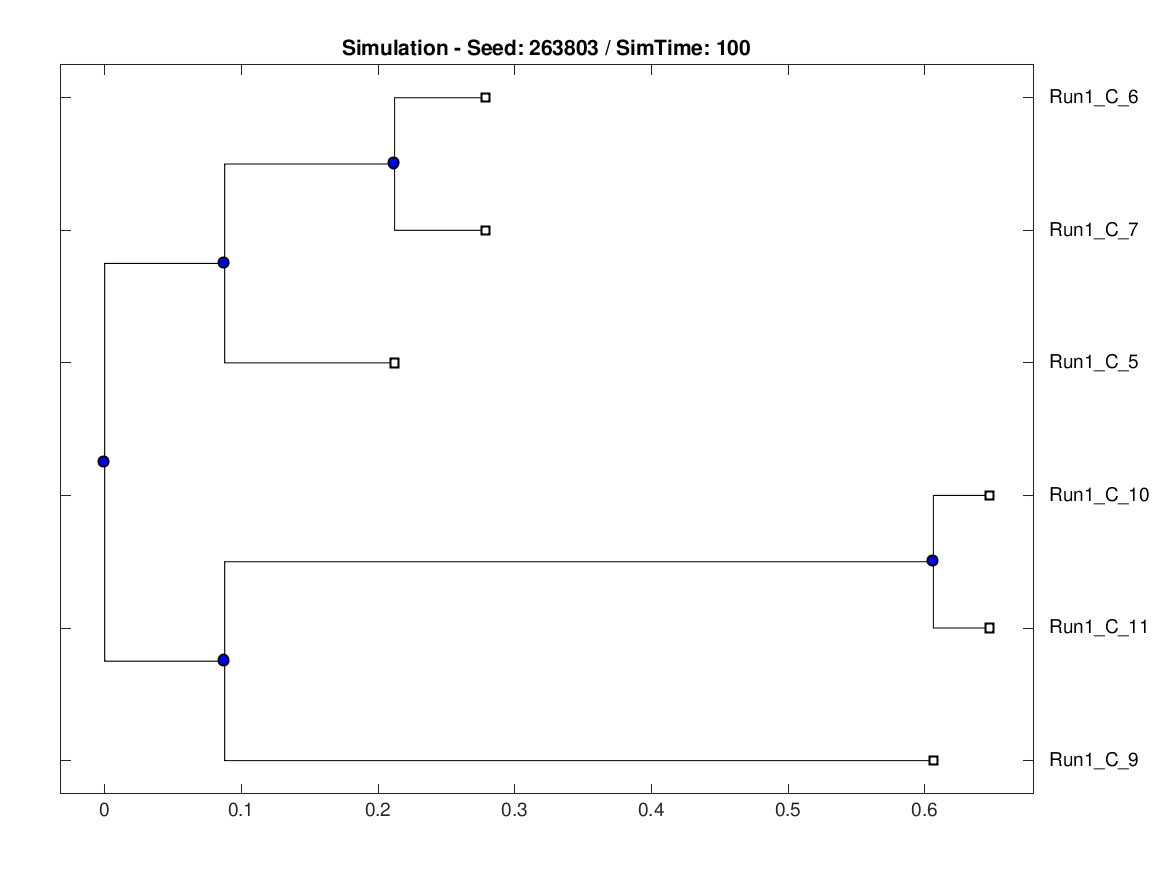 Simulation - Seed: 263803 / SimTime: 100
Run1_C_6
Run1_C_7
Run1_C_5
Run1_C_10
Run1_C_11
Run1_C_9
0 0.1 0.2 0.3 0.4 0.5 0.6